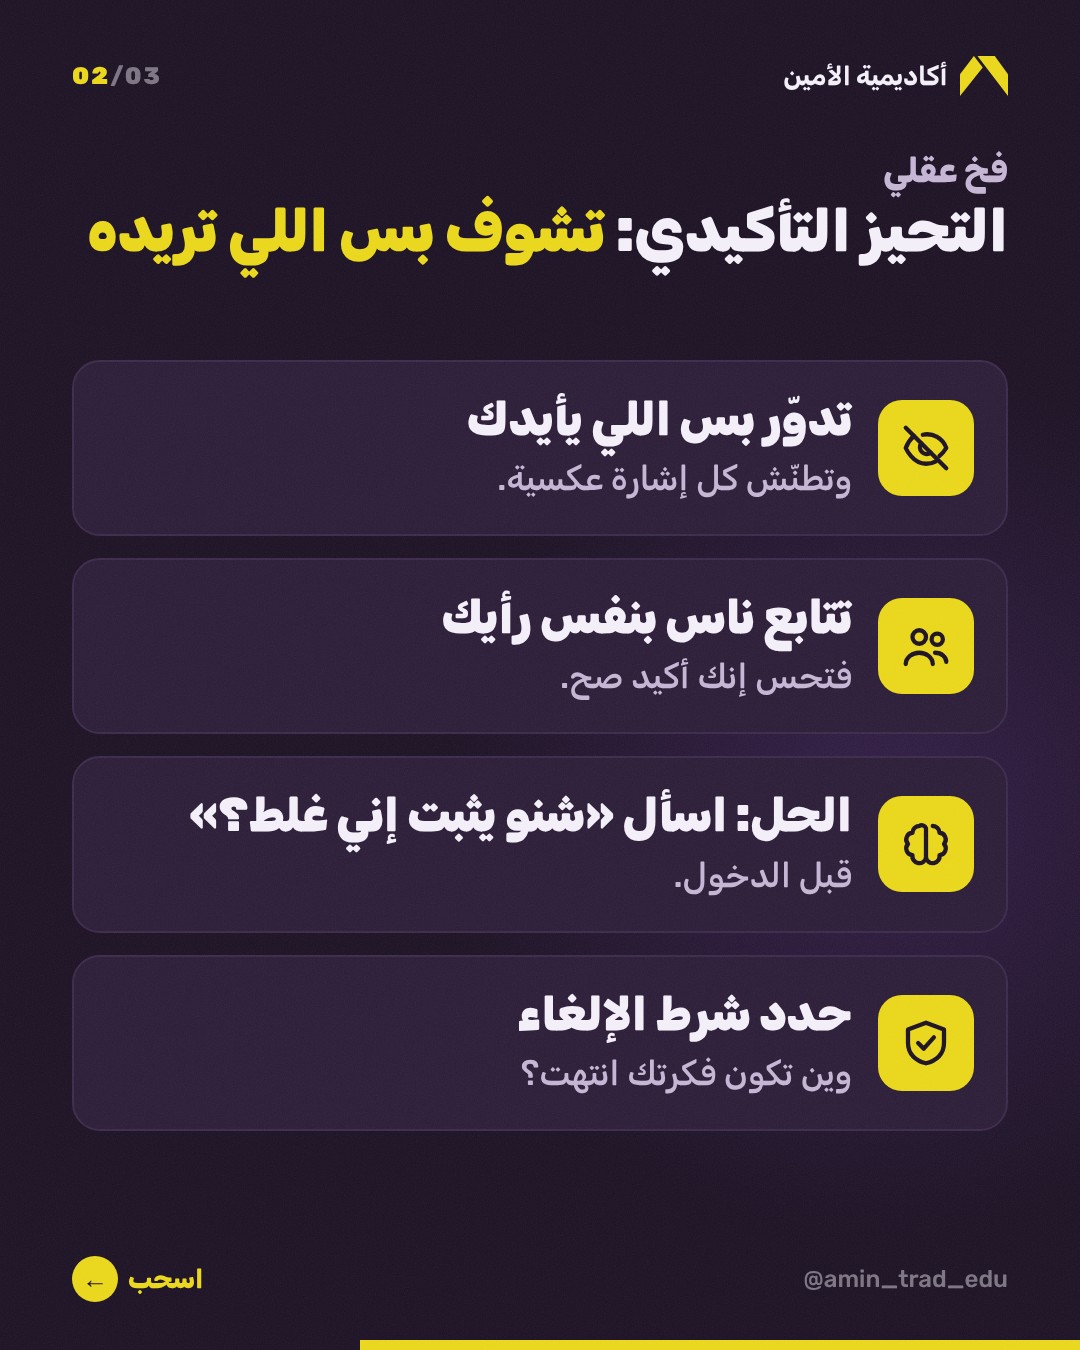 أكاديمية الأمين
02/03
فخ عقلي
التحيز التأكيدي: تشوف بس اللي تريده
تدوّر بس اللي يأيدك
وتطنّش كل إشارة عكسية.
تتابع ناس بنفس رأيك
فتحس إنك أكيد صح.
الحل: اسأل «شنو يثبت إني غلط؟»
قبل الدخول.
حدد شرط الإلغاء
وين تكون فكرتك انتهت؟
@amin_trad_edu
اسحب ←